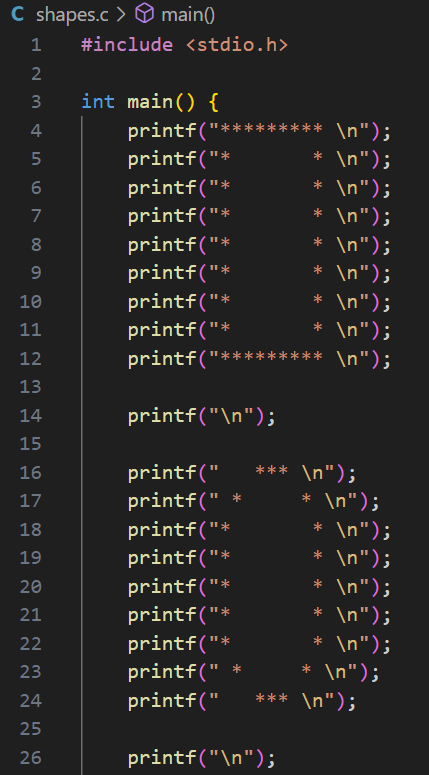 C shapes.c > main()
1 #include <stdio.h>
2
3 int main() {
4     printf("********* \n");
5     printf("*       * \n");
6     printf("*       * \n");
7     printf("*       * \n");
8     printf("*       * \n");
9     printf("*       * \n");
10     printf("*       * \n");
11     printf("*       * \n");
12     printf("********* \n");
13
14     printf("\n");
15
16     printf("   *** \n");
17     printf(" *     * \n");
18     printf("*       * \n");
19     printf("*       * \n");
20     printf("*       * \n");
21     printf("*       * \n");
22     printf("*       * \n");
23     printf(" *     * \n");
24     printf("   *** \n");
25
26     printf("\n");